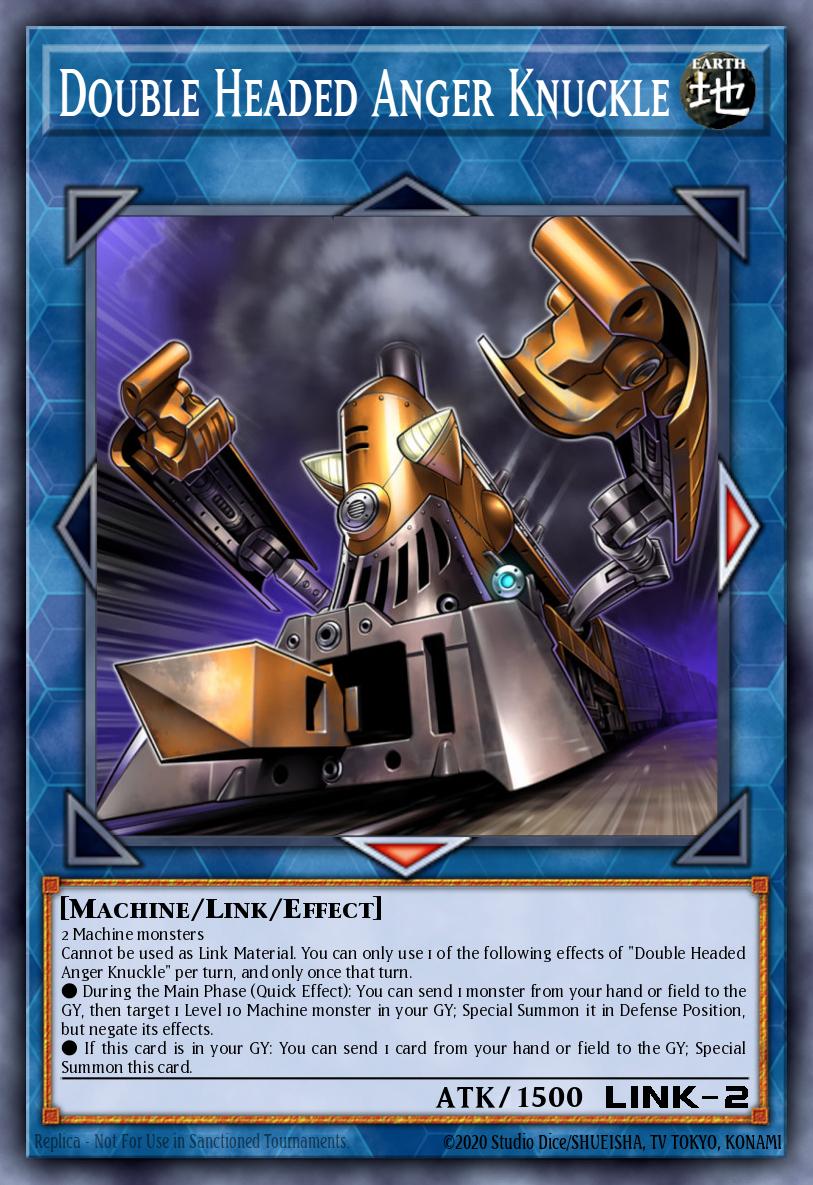 DOUBLE HEADED ANGER KNUCKLE
EARTH
地
[MACHINE/LINK/EFFECT]
2 Machine monsters
Cannot be used as Link Material. You can only use 1 of the following effects of "Double Headed
Anger Knuckle" per turn, and only once that turn.
● During the Main Phase (Quick Effect): You can send 1 monster from your hand or field to the
GY, then target 1 Level 10 Machine monster in your GY; Special Summon it in Defense Position,
but negate its effects.
● If this card is in your GY: You can send 1 card from your hand or field to the GY; Special
Summon this card.
ATK/1500 LINK-2
Replica - Not For Use in Sanctioned Tournaments.
©2020 Studio Dice/SHUEISHA, TV TOKYO, KONAMI